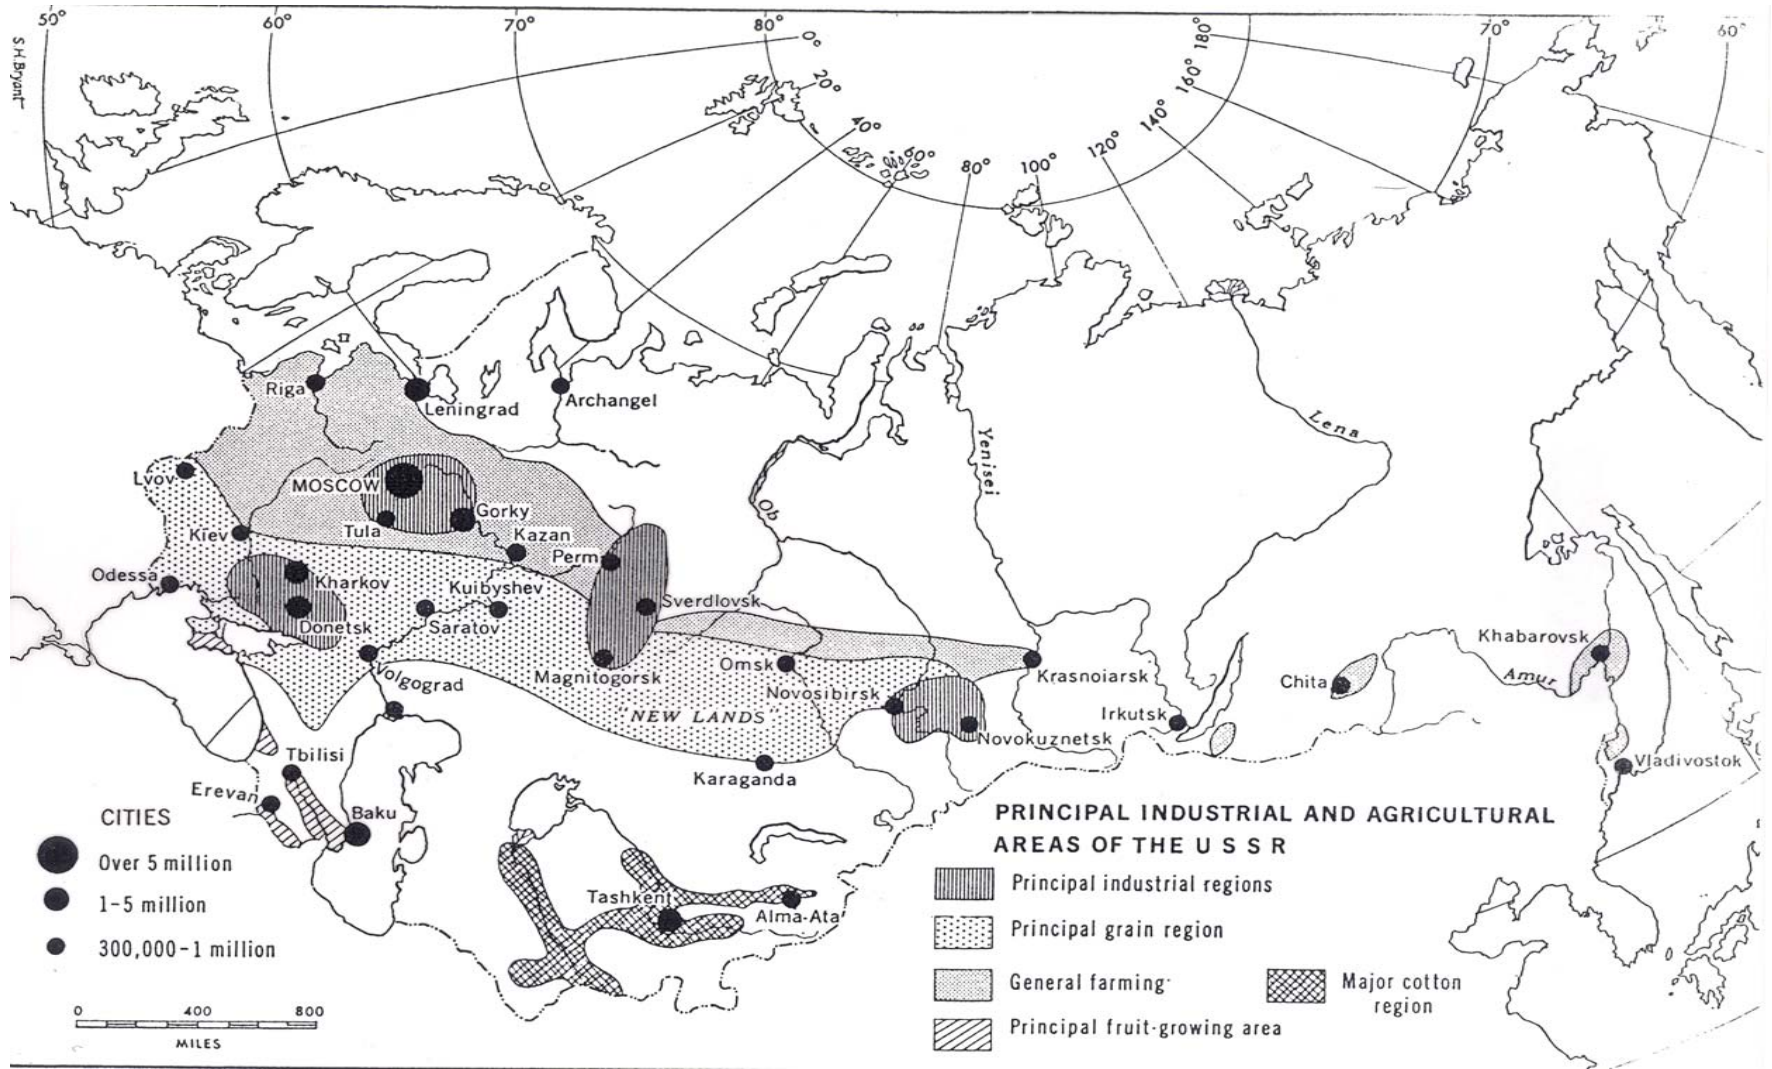 50°
60°
70°
80°
180°
70°
60°
S.H.Bryant
0°
20°
40°
60°
80°
100°
120°
140°
160°
Riga
Leningrad
Archangel
Lena
Yenisei
Ob
Lvov
MOSCOW
Gorky
Tula
Kazan
Kiev
Perm
Odessa
Kharkov
Kuibyshev
Sverdlovsk
Donetsk
Saratov
Khabarovsk
Omsk
Magnitogorsk
Krasnoiarsk
Chita
Amur
Volgograd
Novosibirsk
"NEW LANDS"
Irkutsk
Novokuznetsk
Vladivostok
Tbilisi
Karaganda
Erevan
Baku
Tashkent
Alma-Ata
CITIES
Over 5 million
1-5 million
300,000-1 million
0 400 800
MILES
PRINCIPAL INDUSTRIAL AND AGRICULTURAL
AREAS OF THE U S S R
Principal industrial regions
Principal grain region
General farming
Major cotton
region
Principal fruit-growing area